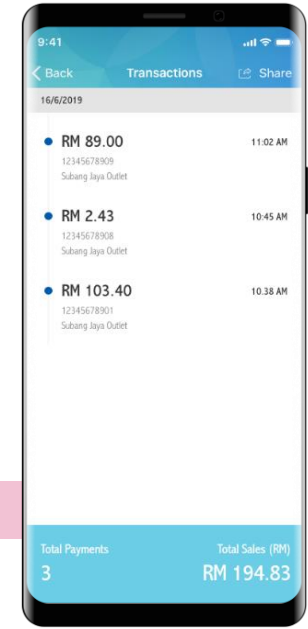 9:41
Back Transactions Share
16/6/2019
RM 89.00 11:02 AM
12345678909
Subang Jaya Outlet
RM 2.43 10:45 AM
12345678908
Subang Jaya Outlet
RM 103.40 10.38 AM
12345678901
Subang Jaya Outlet
Total Payments Total Sales (RM)
3 RM 194.83